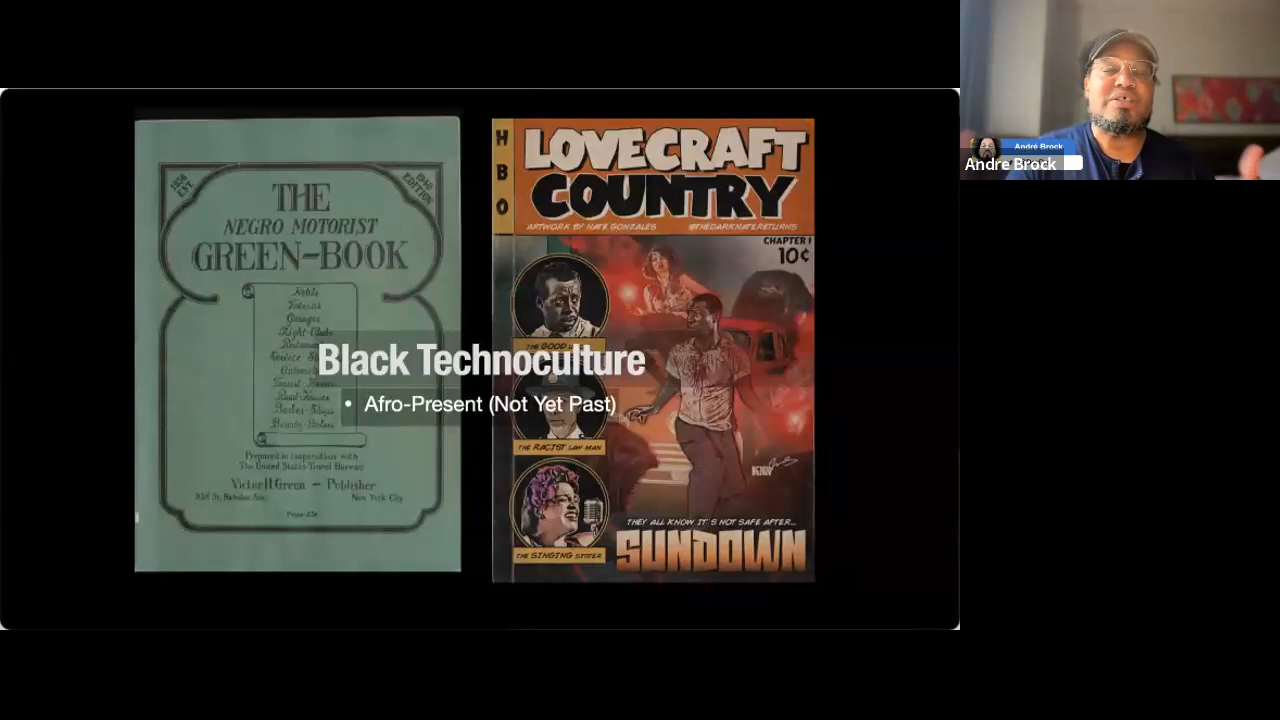 Black Technoculture
• Afro-Present (Not Yet Past)
1936
EST.
1940
EDITION
THE
NEGRO MOTORIST
GREEN-BOOK
Hotels
Taverns
Garages
Night-Clubs
Restaurants
Tourist-Homes
Road-Houses
Barber-Shops
Beauty-Parlors
Prepared in cooperation with
The United States Travel Bureau
Victor H. Green — Publisher
New York City
HBO
LOVECRAFT
COUNTRY
ARTWORK BY NATE GONZALES @THEDARKNATERETURNS
CHAPTER 1
10¢
THE GOOD
THE RACIST LAW MAN
THE SINGING SISTER
THEY ALL KNOW IT'S NOT SAFE AFTER...
SUNDOWN
André Brock
Andre Brock